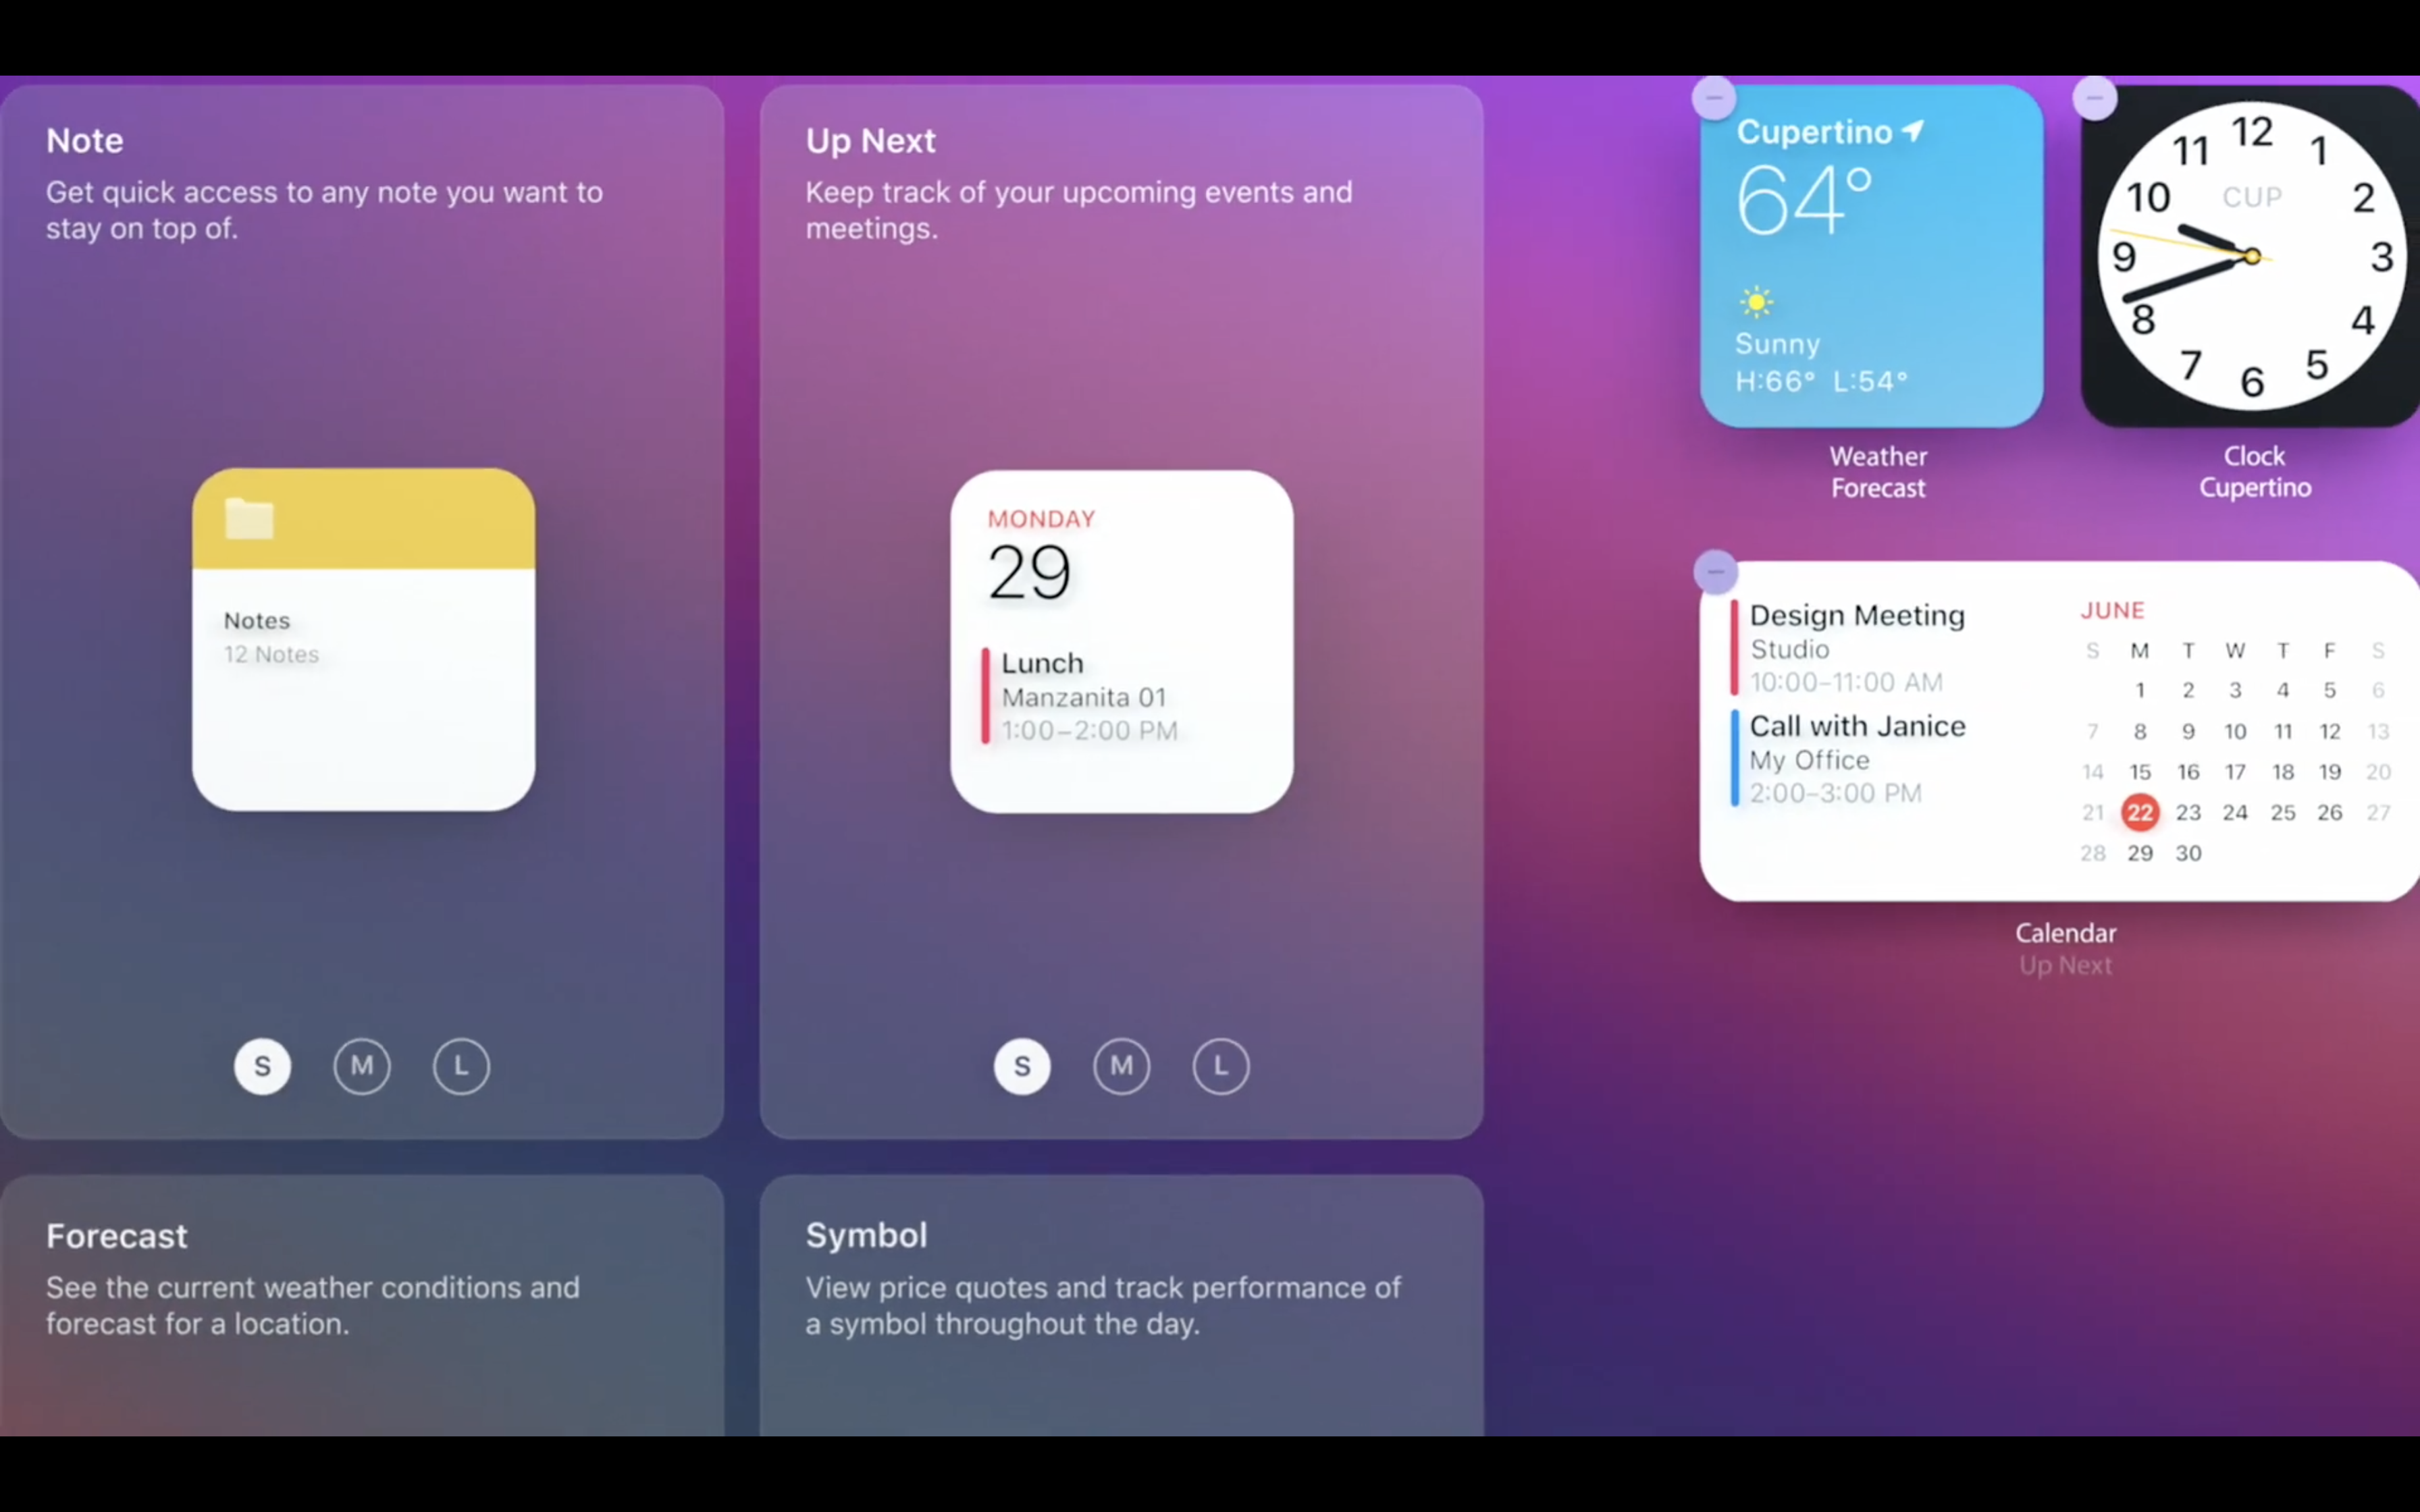 Note
Get quick access to any note you want to
stay on top of.
Notes
12 Notes
S M L
Up Next
Keep track of your upcoming events and
meetings.
MONDAY
29
Lunch
Manzanita 01
1:00–2:00 PM
S M L
Forecast
See the current weather conditions and
forecast for a location.
Symbol
View price quotes and track performance of
a symbol throughout the day.
Cupertino
64°
Sunny
H:66° L:54°
Weather
Forecast
12
11 1
10 CUP 2
9 3
8 4
7 5
6
Clock
Cupertino
Design Meeting
Studio
10:00–11:00 AM
Call with Janice
My Office
2:00–3:00 PM
JUNE
S M T W T F S
1 2 3 4 5 6
7 8 9 10 11 12 13
14 15 16 17 18 19 20
21 22 23 24 25 26 27
28 29 30
Calendar
Up Next